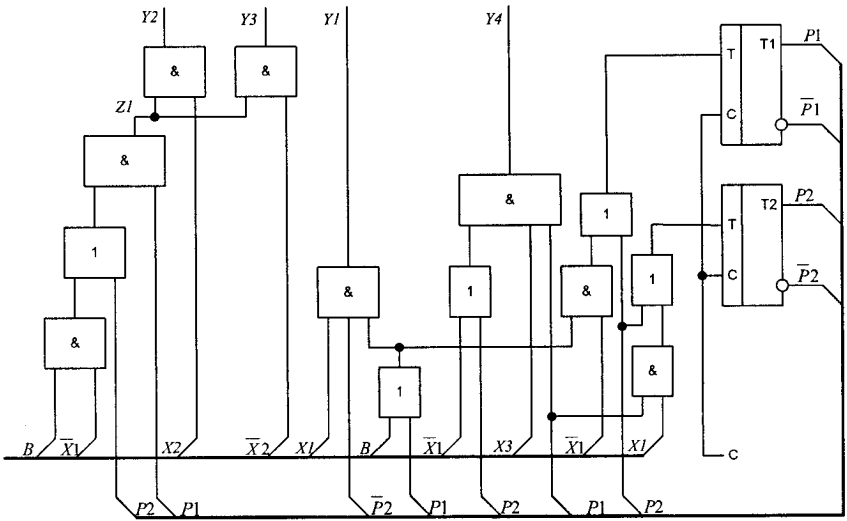 Y2 Y3 Y1 Y4
T T1 P1
& &
Z1
C P̅1
&
&
1
T T2 P2
1
1 & 1 & 1
C P̅2
&
1 &
B X̅1 X2 X̅2 X1 B X̅1 X3 X̅1 X1 C
P2 P1 P̅2 P1 P2 P1 P2